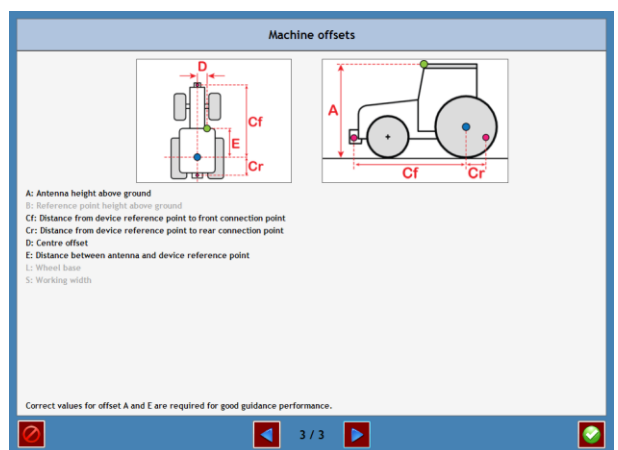 Machine offsets
D
Cf
E
Cr
A
Cf
Cr
A: Antenna height above ground
B: Reference point height above ground
Cf: Distance from device reference point to front connection point
Cr: Distance from device reference point to rear connection point
D: Centre offset
E: Distance between antenna and device reference point
L: Wheel base
S: Working width
Correct values for offset A and E are required for good guidance performance.
3 / 3